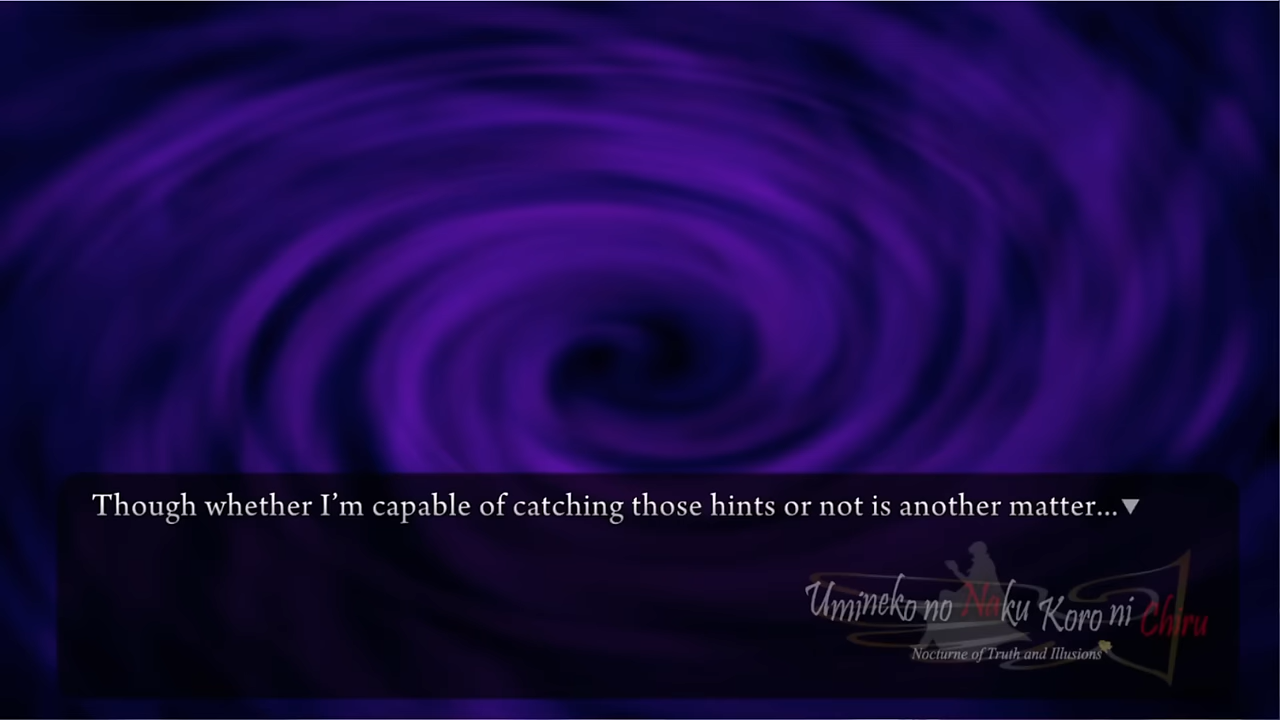 Though whether I'm capable of catching those hints or not is another matter...▼
Umineko no Naku Koro ni Chiru
Nocturne of Truth and Illusions